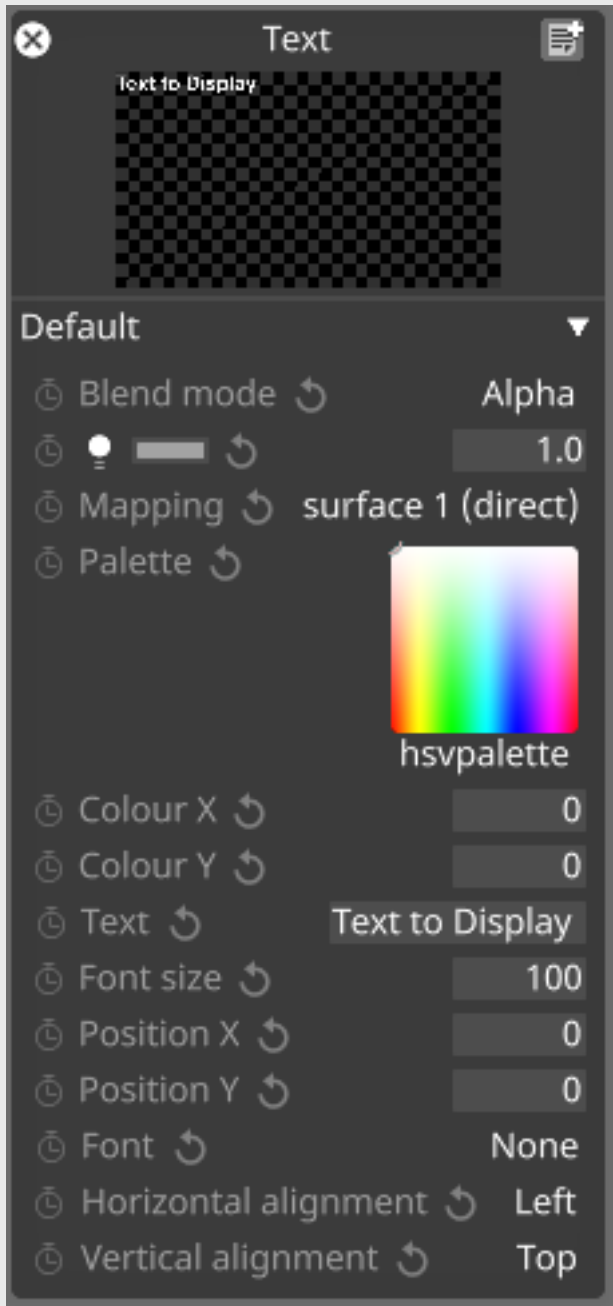 Text
Text to Display
Default
Blend mode Alpha
1.0
Mapping surface 1 (direct)
Palette
hsvpalette
Colour X 0
Colour Y 0
Text Text to Display
Font size 100
Position X 0
Position Y 0
Font None
Horizontal alignment Left
Vertical alignment Top